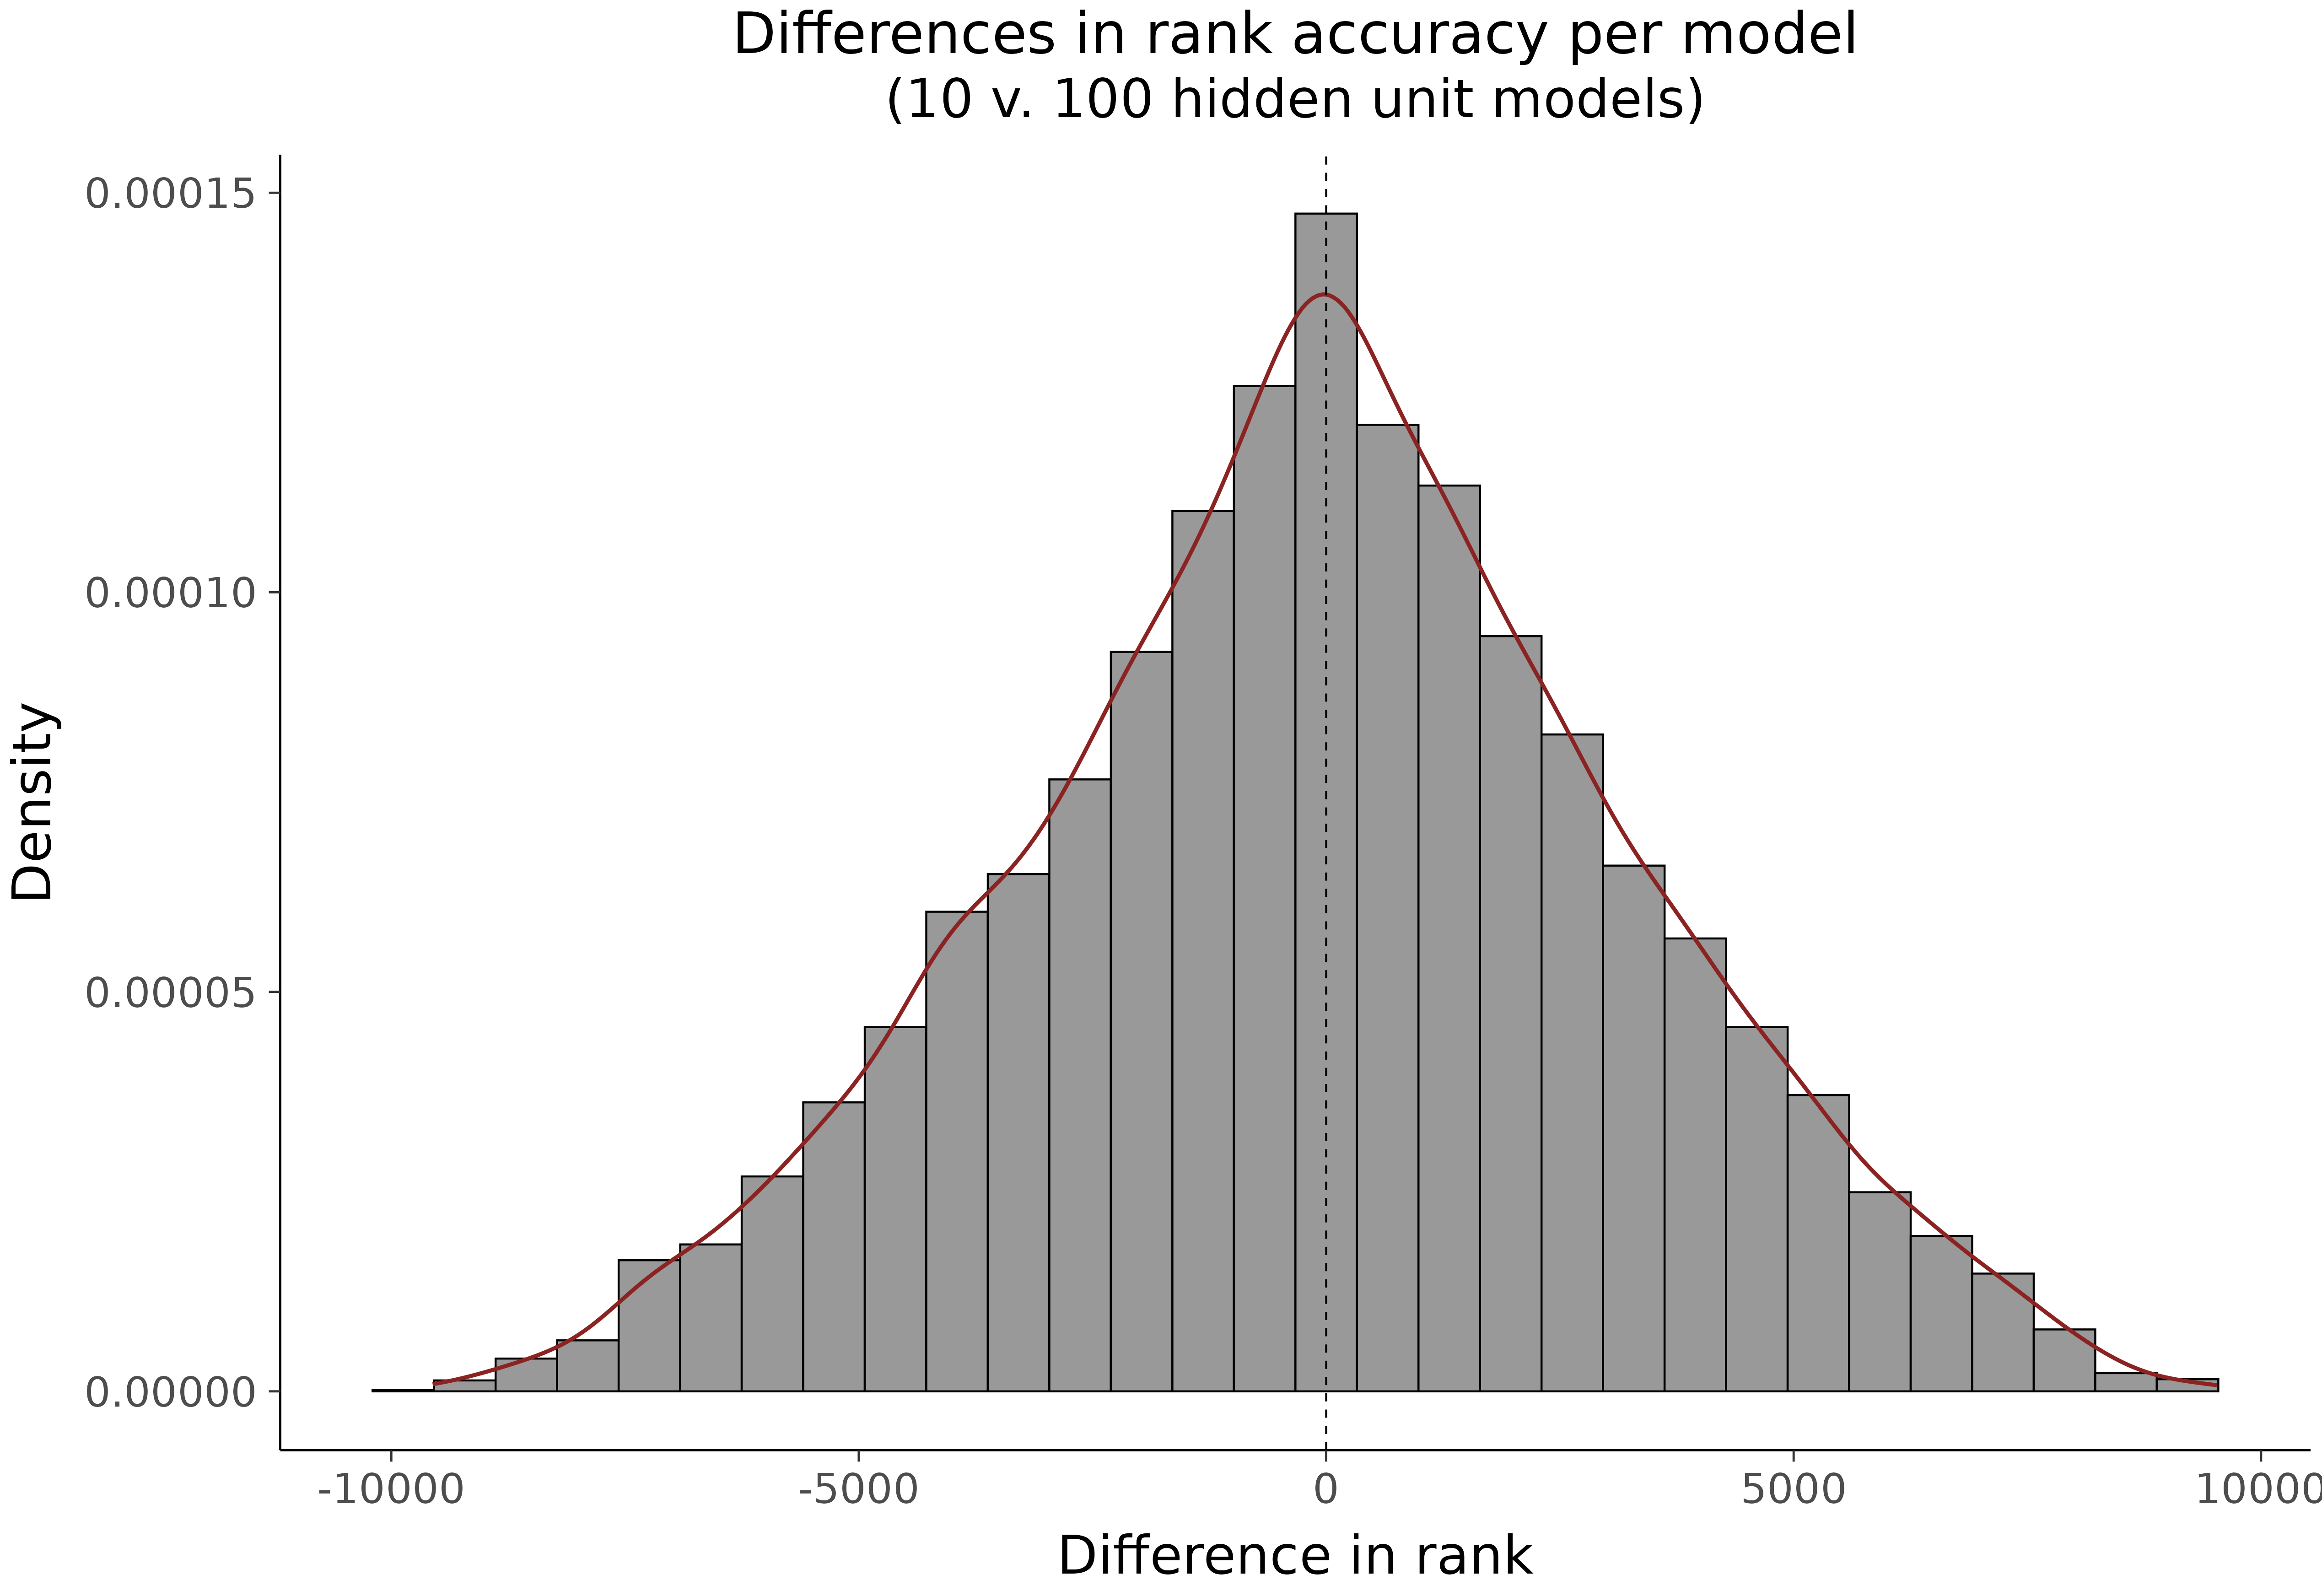 Differences in rank accuracy per model
(10 v. 100 hidden unit models)
0.00015
0.00010
0.00005
0.00000
Density
-10000
-5000
0
5000
10000
Difference in rank